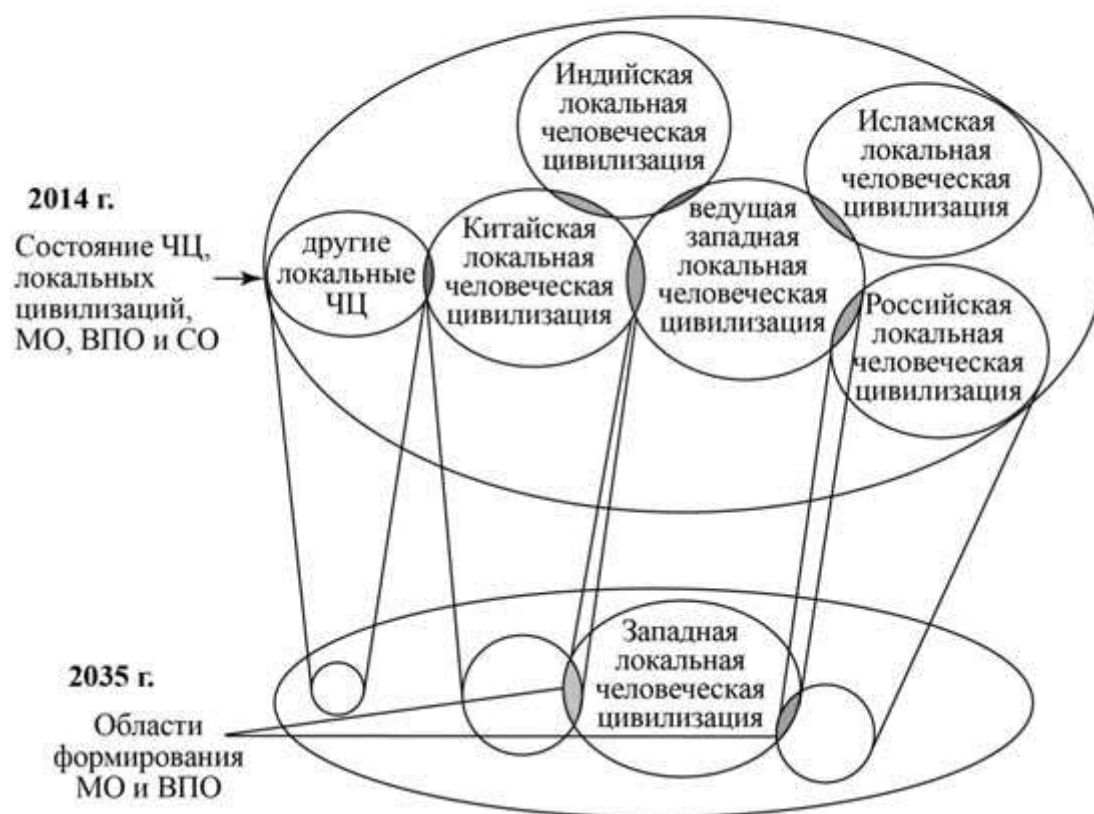 Индийская
локальная
человеческая
цивилизация
Исламская
локальная
человеческая
цивилизация
2014 г.
Состояние ЧЦ,
локальных
цивилизаций,
МО, ВПО и СО
другие
локальные
ЧЦ
Китайская
локальная
человеческая
цивилизация
ведущая
западная
локальная
человеческая
цивилизация
Российская
локальная
человеческая
цивилизация
2035 г.
Области
формирования
МО и ВПО
Западная
локальная
человеческая
цивилизация